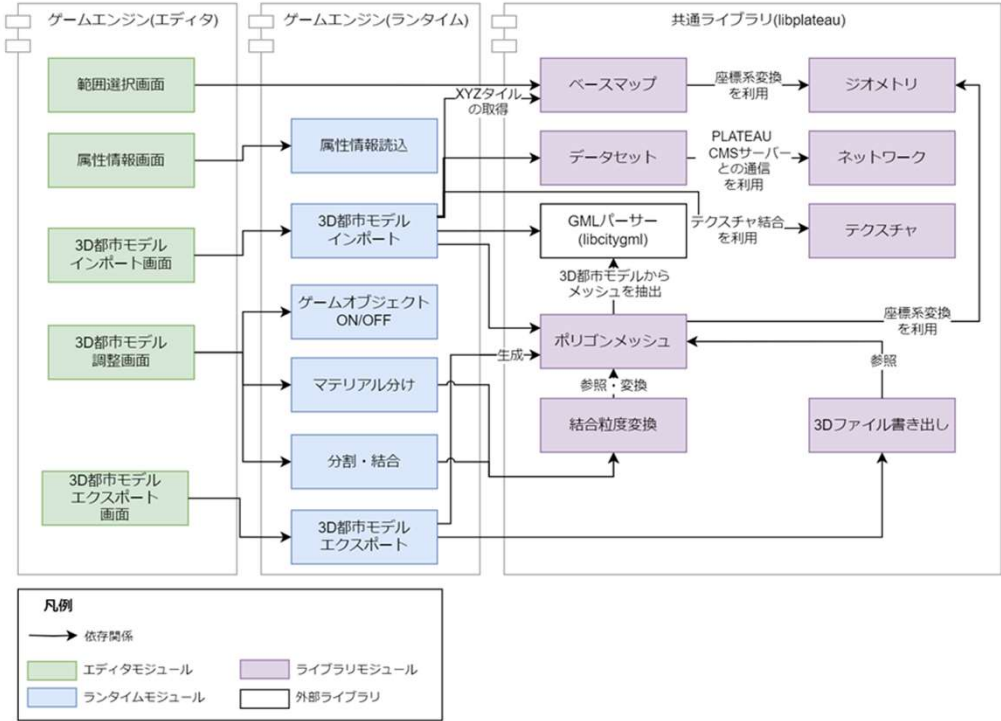 ゲームエンジン(エディタ)
ゲームエンジン(ランタイム)
共通ライブラリ(libplateau)
範囲選択画面
ベースマップ
座標系変換
を利用
ジオメトリ
XYZタイル
の取得
属性情報画面
属性情報読込
データセット
PLATEAU
CMSサーバー
との通信
を利用
ネットワーク
3D都市モデル
インポート画面
3D都市モデル
インポート
GMLパーサー
(libcitygml)
テクスチャ結合
を利用
テクスチャ
3D都市モデルから
メッシュを抽出
ゲームオブジェクト
ON/OFF
3D都市モデル
調整画面
生成
ポリゴンメッシュ
座標系変換
を利用
参照
マテリアル分け
参照・変換
結合粒度変換
3Dファイル書き出し
分割・結合
3D都市モデル
エクスポート
画面
3D都市モデル
エクスポート
凡例
依存関係
エディタモジュール
ライブラリモジュール
ランタイムモジュール
外部ライブラリ